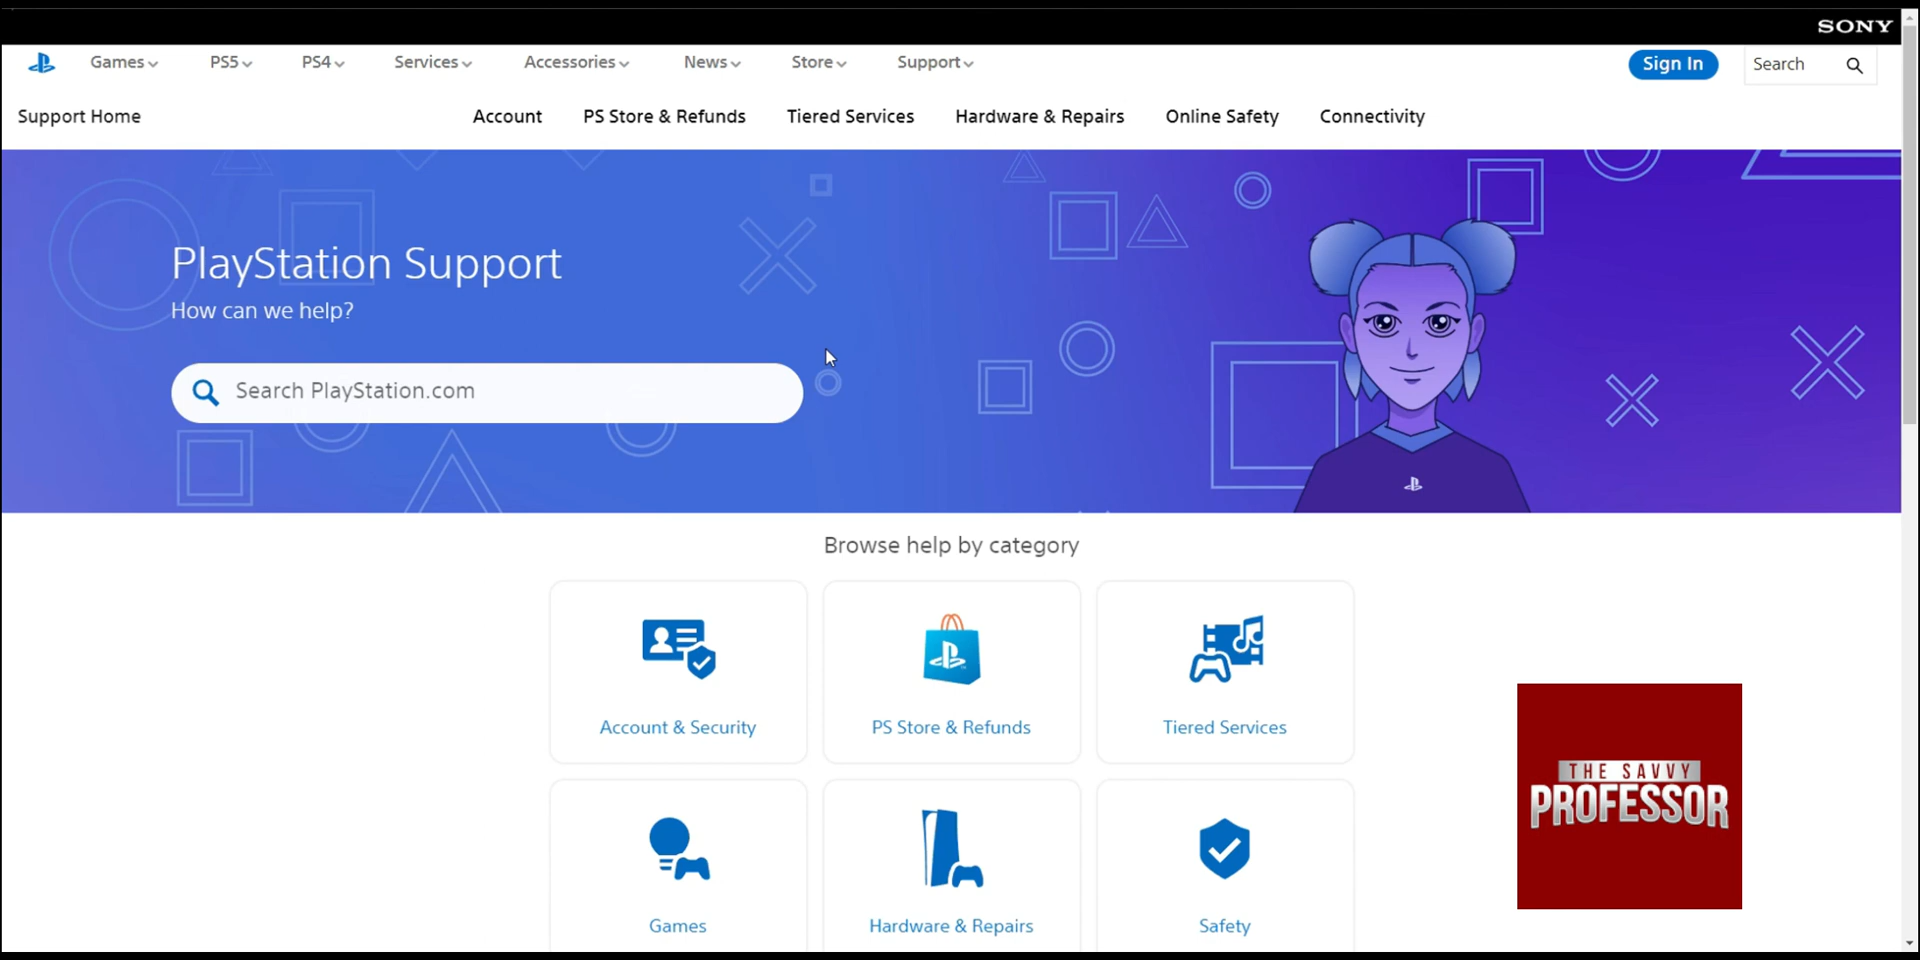 SONY
Games PS5 PS4 Services Accessories News Store Support Sign In Search
Support Home Account PS Store & Refunds Tiered Services Hardware & Repairs Online Safety Connectivity
PlayStation Support
How can we help?
Search PlayStation.com
Browse help by category
Account & Security PS Store & Refunds Tiered Services
THE SAVVY
PROFESSOR
Games Hardware & Repairs Safety